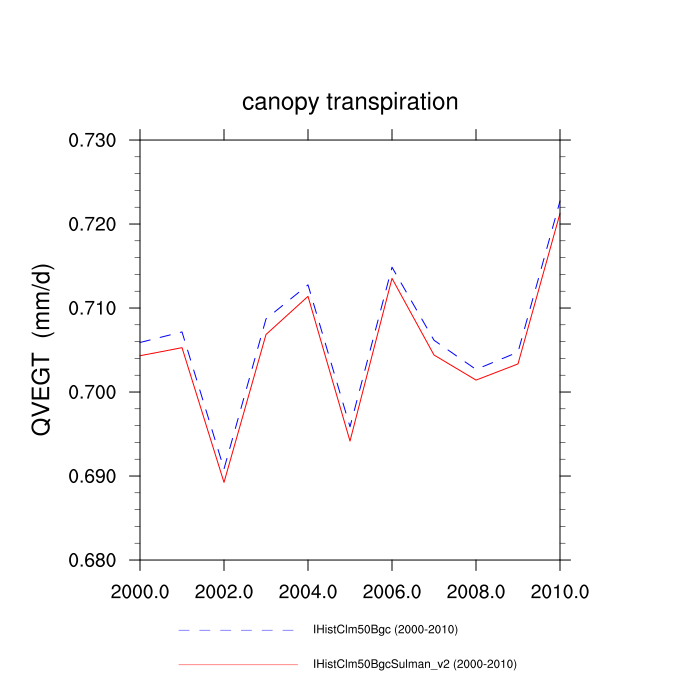 canopy transpiration
0.730
0.720
0.710
0.700
0.690
0.680
QVEGT (mm/d)
2000.0 2002.0 2004.0 2006.0 2008.0 2010.0
IHistClm50Bgc (2000-2010)
IHistClm50BgcSulman_v2 (2000-2010)